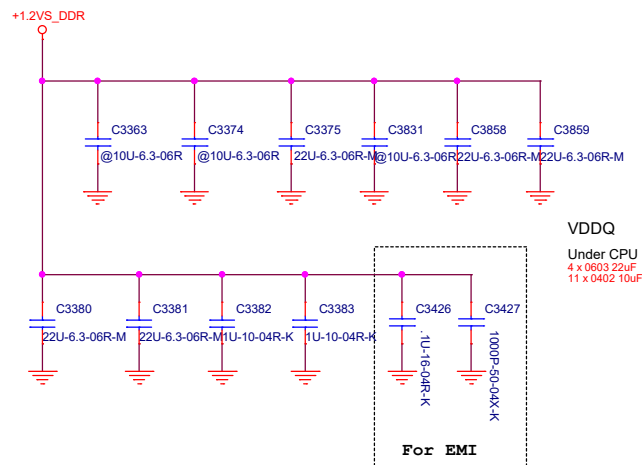 +1.2VS_DDR
C3363
C3374
C3375
C3831
C3858
C3859
@10U-6.3-06R
@10U-6.3-06R
22U-6.3-06R-M
@10U-6.3-06R
22U-6.3-06R-M
22U-6.3-06R-M
VDDQ
Under CPU
4 x 0603 22uF
11 x 0402 10uF
C3380
C3381
C3382
C3383
C3426
C3427
22U-6.3-06R-M
22U-6.3-06R-M
1U-10-04R-K
1U-10-04R-K
.1U-16-04R-K
1000P-50-04X-K
For EMI